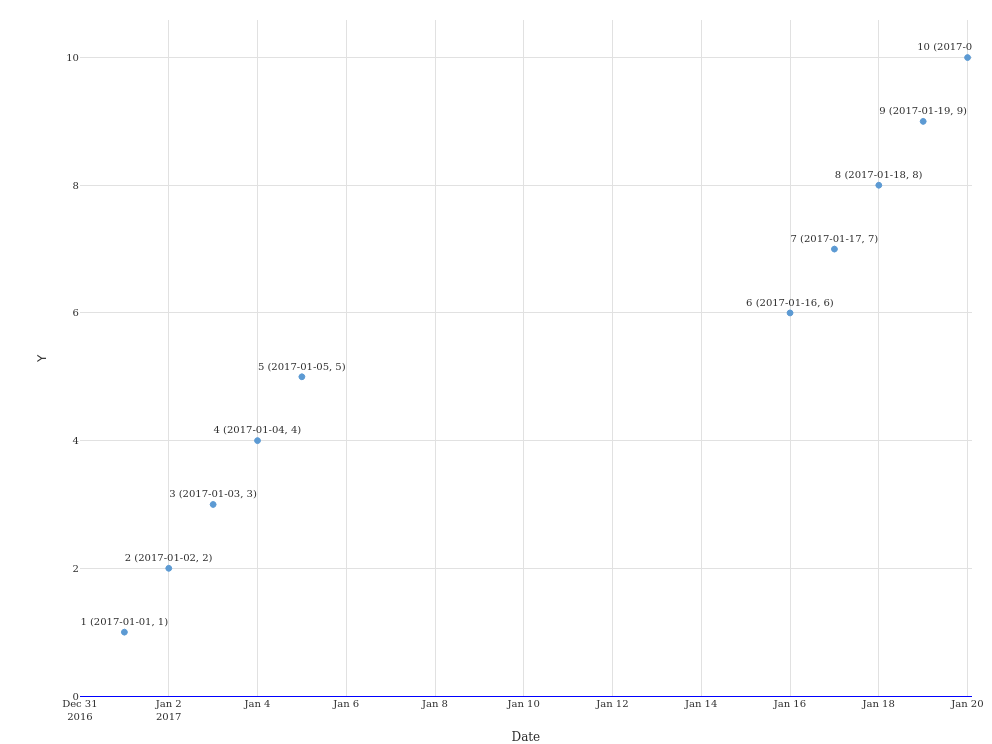 10 (2017-0
10
9 (2017-01-19, 9)
8 (2017-01-18, 8)
8
7 (2017-01-17, 7)
6 (2017-01-16, 6)
6
Y
5 (2017-01-05, 5)
4 (2017-01-04, 4)
4
3 (2017-01-03, 3)
2 (2017-01-02, 2)
2
1 (2017-01-01, 1)
0
Dec 31 Jan 2 Jan 4 Jan 6 Jan 8 Jan 10 Jan 12 Jan 14 Jan 16 Jan 18 Jan 20
2016 2017
Date